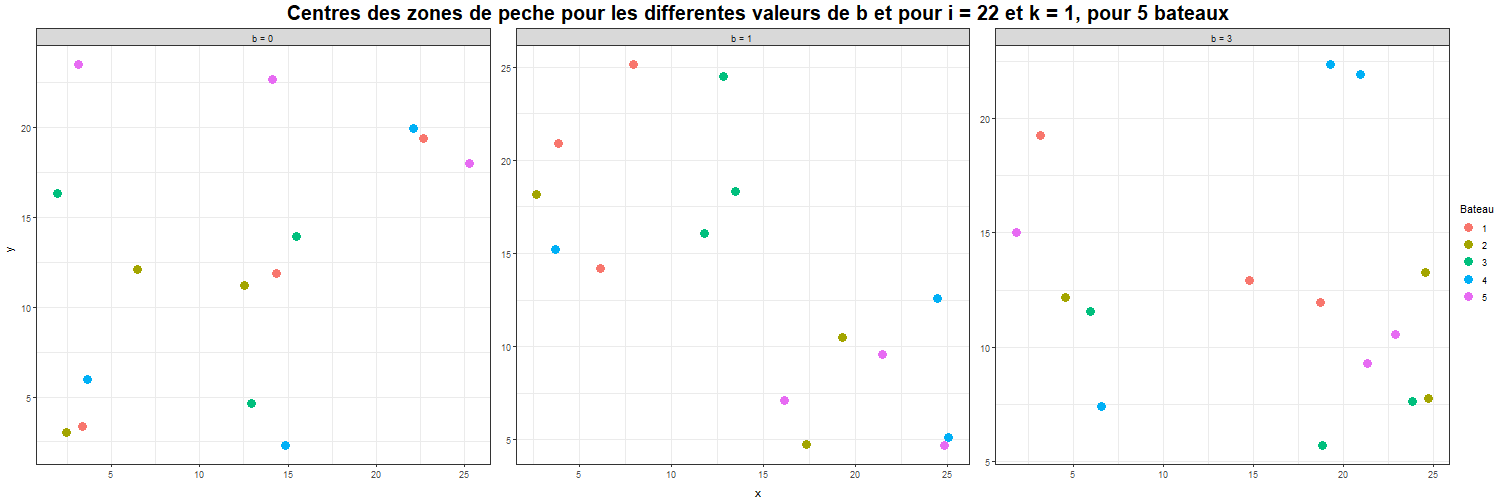 Centres des zones de peche pour les differentes valeurs de b et pour i = 22 et k = 1, pour 5 bateaux
b = 0
b = 1
b = 3
20
15
10
5
25
20
15
10
5
20
15
10
5
y
5 10 15 20 25
5 10 15 20 25
5 10 15 20 25
x
Bateau
1
2
3
4
5